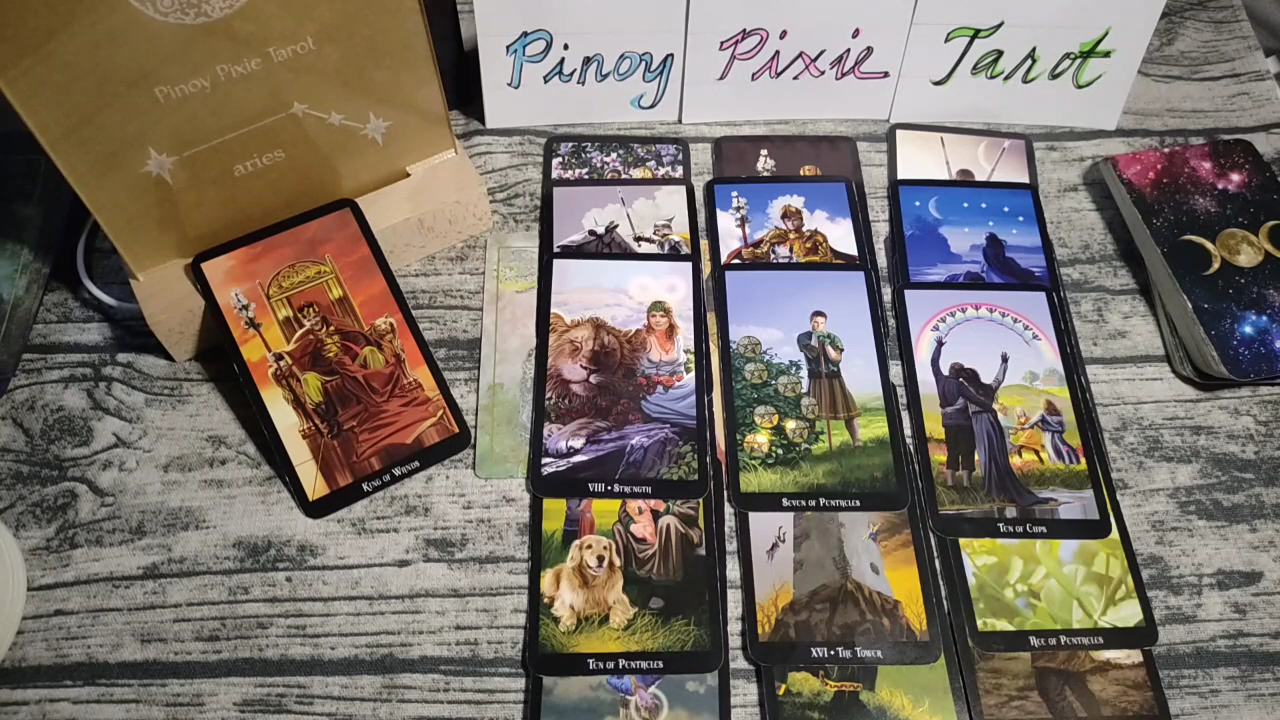 Pinoy Pixie Tarot
aries
Pinoy Pixie Tarot
King of Wands
VIII • Strength
Seven of Pentacles
Ten of Cups
Ten of Pentacles
XVI • The Tower
Ace of Pentacles